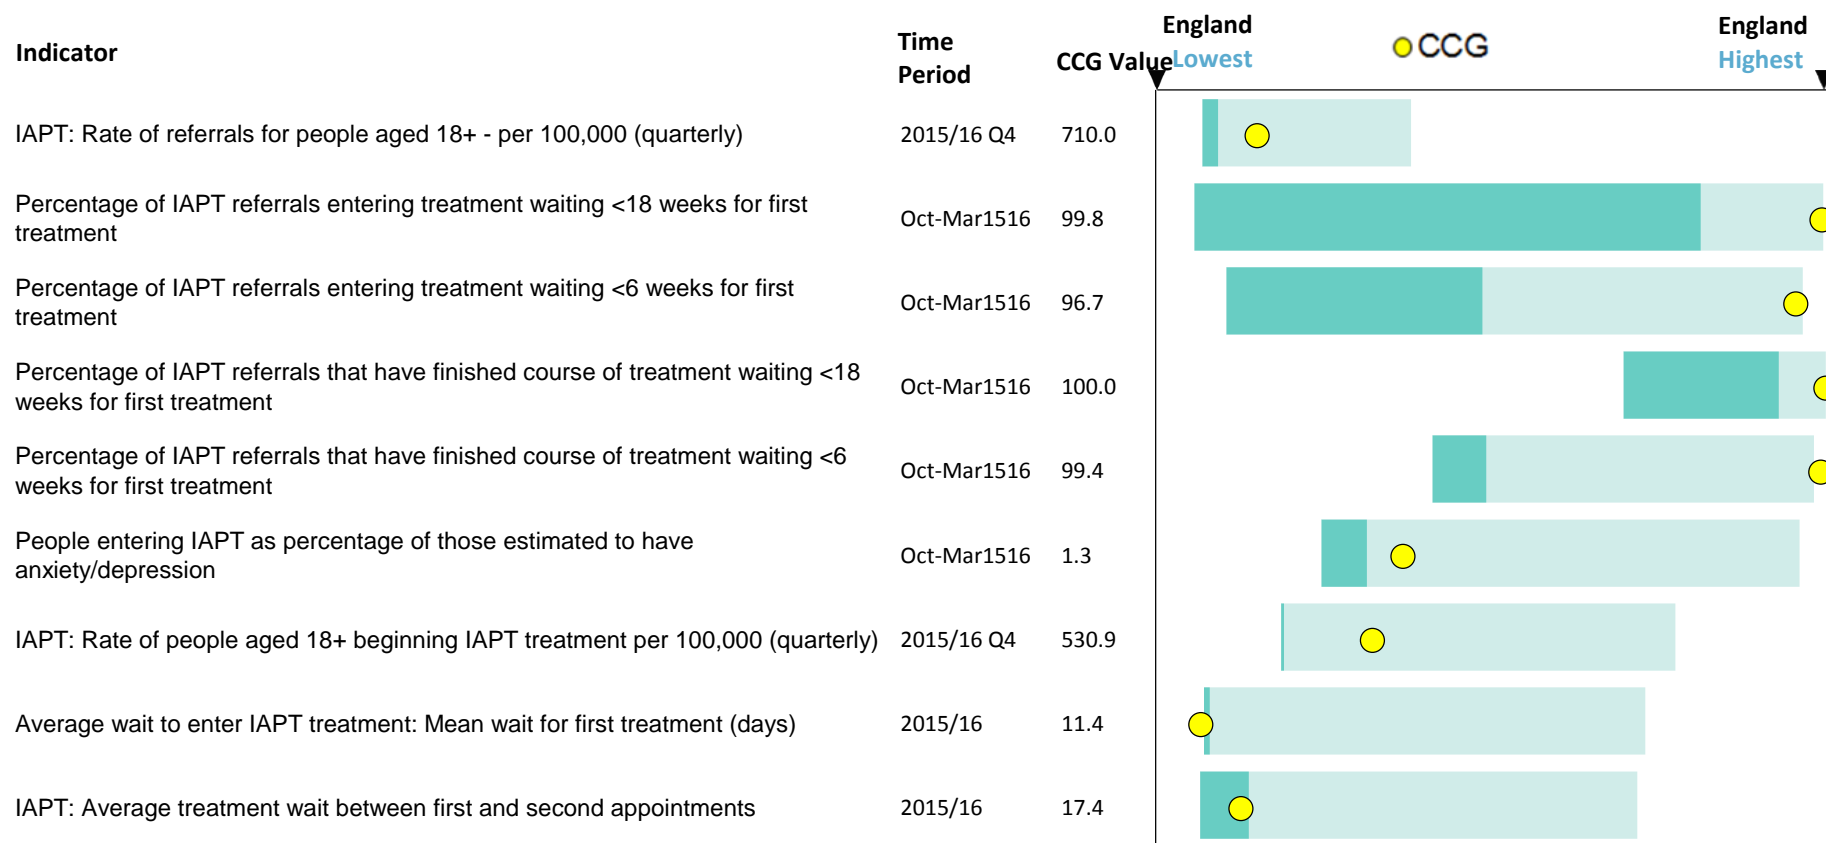 Indicator
Time
Period
CCG Value
England
Lowest
CCG
England
Highest
IAPT: Rate of referrals for people aged 18+ - per 100,000 (quarterly) 2015/16 Q4 710.0
Percentage of IAPT referrals entering treatment waiting <18 weeks for first
treatment
Oct-Mar1516 99.8
Percentage of IAPT referrals entering treatment waiting <6 weeks for first
treatment
Oct-Mar1516 96.7
Percentage of IAPT referrals that have finished course of treatment waiting <18
weeks for first treatment
Oct-Mar1516 100.0
Percentage of IAPT referrals that have finished course of treatment waiting <6
weeks for first treatment
Oct-Mar1516 99.4
People entering IAPT as percentage of those estimated to have
anxiety/depression
Oct-Mar1516 1.3
IAPT: Rate of people aged 18+ beginning IAPT treatment per 100,000 (quarterly) 2015/16 Q4 530.9
Average wait to enter IAPT treatment: Mean wait for first treatment (days) 2015/16 11.4
IAPT: Average treatment wait between first and second appointments 2015/16 17.4